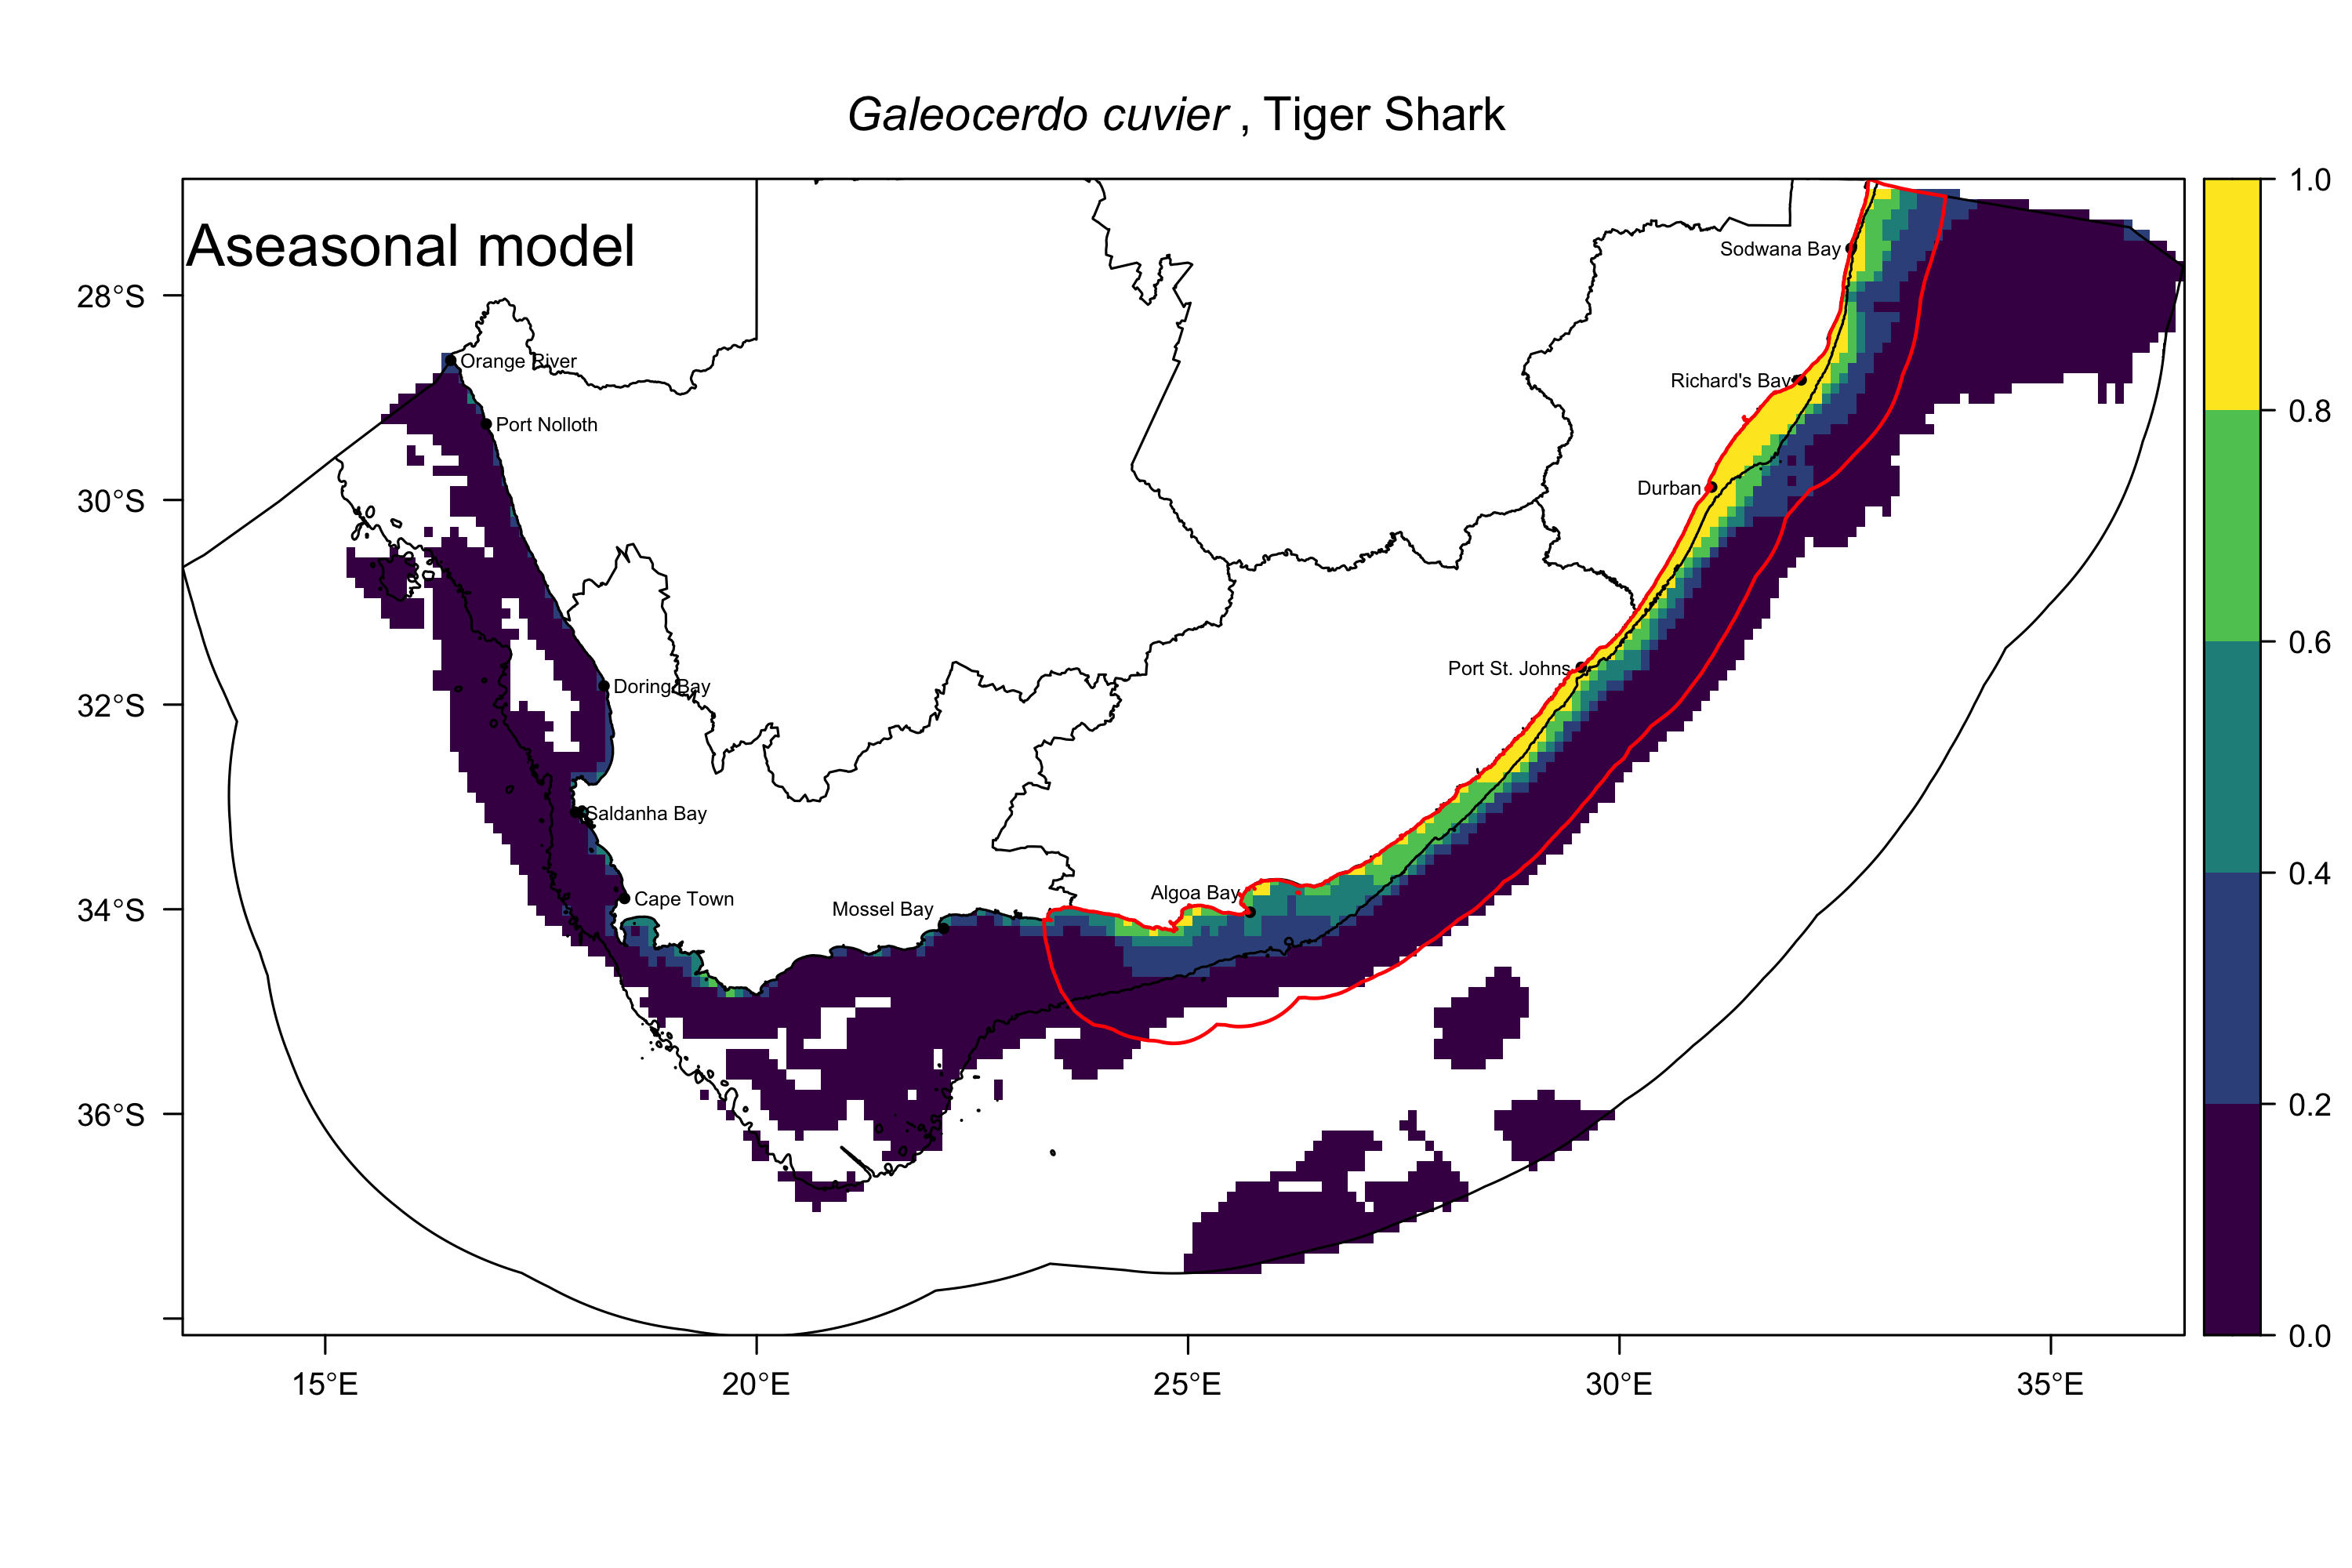 Galeocerdo cuvier , Tiger Shark
Aseasonal model
1.0
0.8
0.6
0.4
0.2
0.0
28°S
30°S
32°S
34°S
36°S
Sodwana Bay
Orange River
Richard's Bay
Port Nolloth
Durban
Port St. Johns
Doring Bay
Saldanha Bay
Algoa Bay
Cape Town
Mossel Bay
15°E
20°E
25°E
30°E
35°E